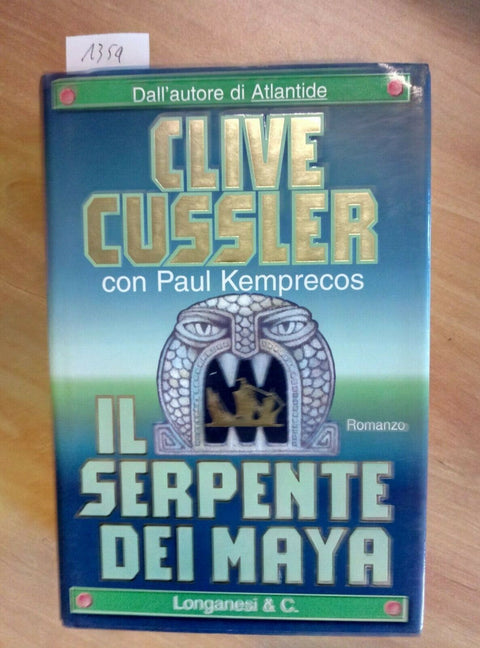 1359
Dall'autore di Atlantide
CLIVE
CUSSLER
con Paul Kemprecos
IL
Romanzo
SERPENTE
DEI MAYA
Longanesi & C.